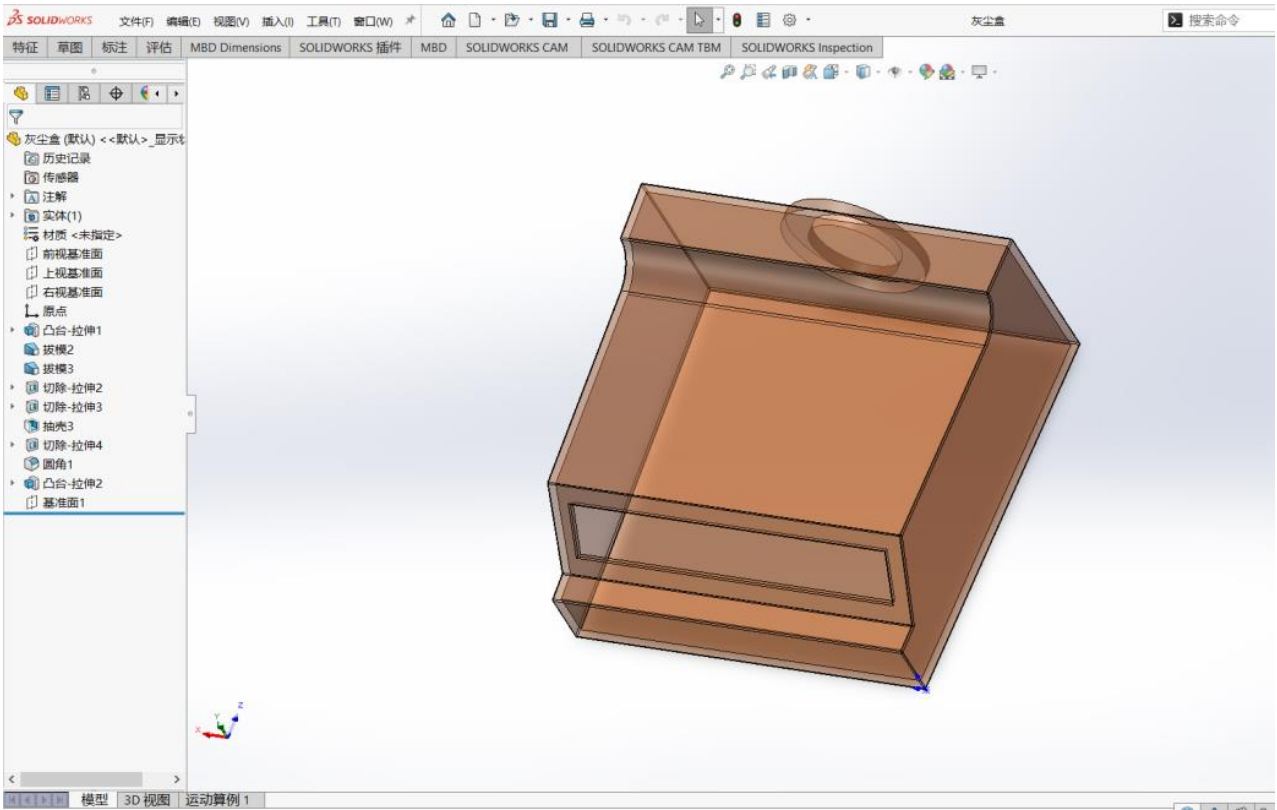 SOLIDWORKS 文件(F) 编辑(E) 视图(V) 插入(I) 工具(T) 窗口(W) 灰尘盒 搜索命令
特征 草图 标注 评估 MBD Dimensions SOLIDWORKS 插件 MBD SOLIDWORKS CAM SOLIDWORKS CAM TBM SOLIDWORKS Inspection
灰尘盒 (默认) <<默认>_显示
历史记录
传感器
注解
实体(1)
材质 <未指定>
前视基准面
上视基准面
右视基准面
原点
凸台-拉伸1
拔模2
拔模3
切除-拉伸2
切除-拉伸3
抽壳3
切除-拉伸4
圆角1
凸台-拉伸2
基准面1
Z
Y
X
模型 3D 视图 运动算例 1